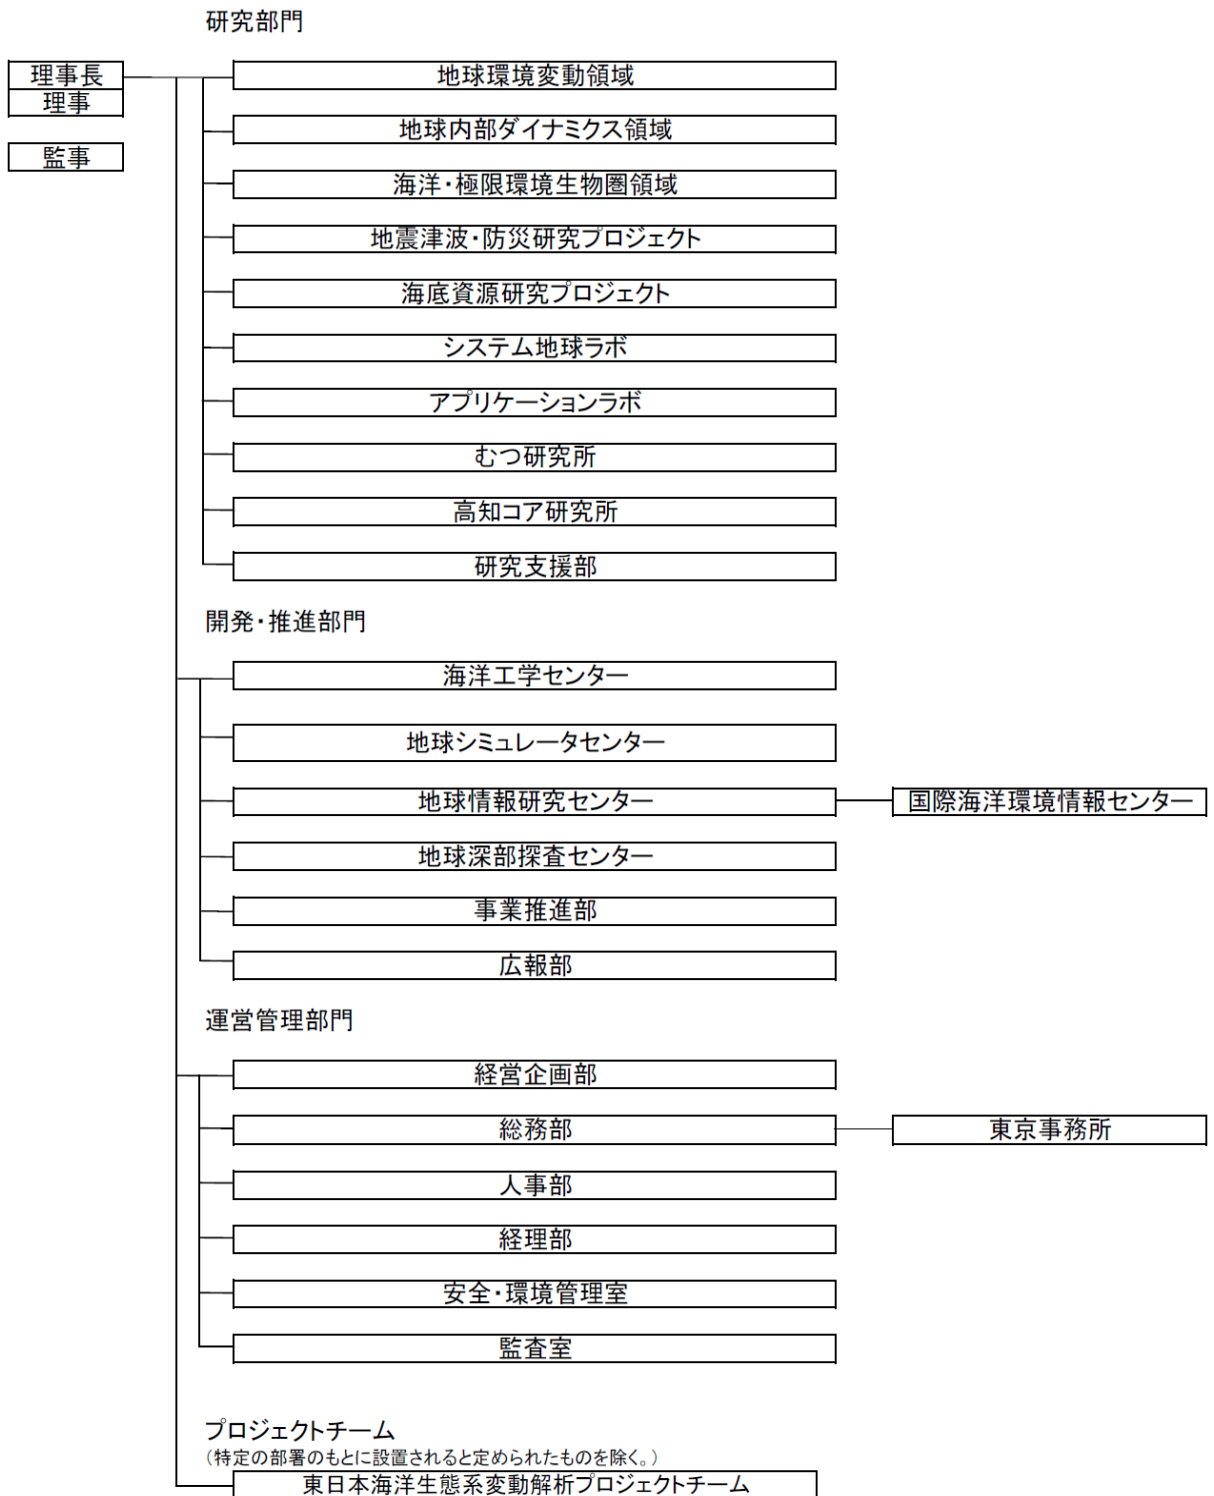 研究部門
理事長
地球環境変動領域
理事
地球内部ダイナミクス領域
監事
海洋・極限環境生物圏領域
地震津波・防災研究プロジェクト
海底資源研究プロジェクト
システム地球ラボ
アプリケーションラボ
むつ研究所
高知コア研究所
研究支援部
開発・推進部門
海洋工学センター
地球シミュレータセンター
地球情報研究センター
国際海洋環境情報センター
地球深部探査センター
事業推進部
広報部
運営管理部門
経営企画部
総務部
東京事務所
人事部
経理部
安全・環境管理室
監査室
プロジェクトチーム
（特定の部署のもとに設置されると定められたものを除く。）
東日本海洋生態系変動解析プロジェクトチーム